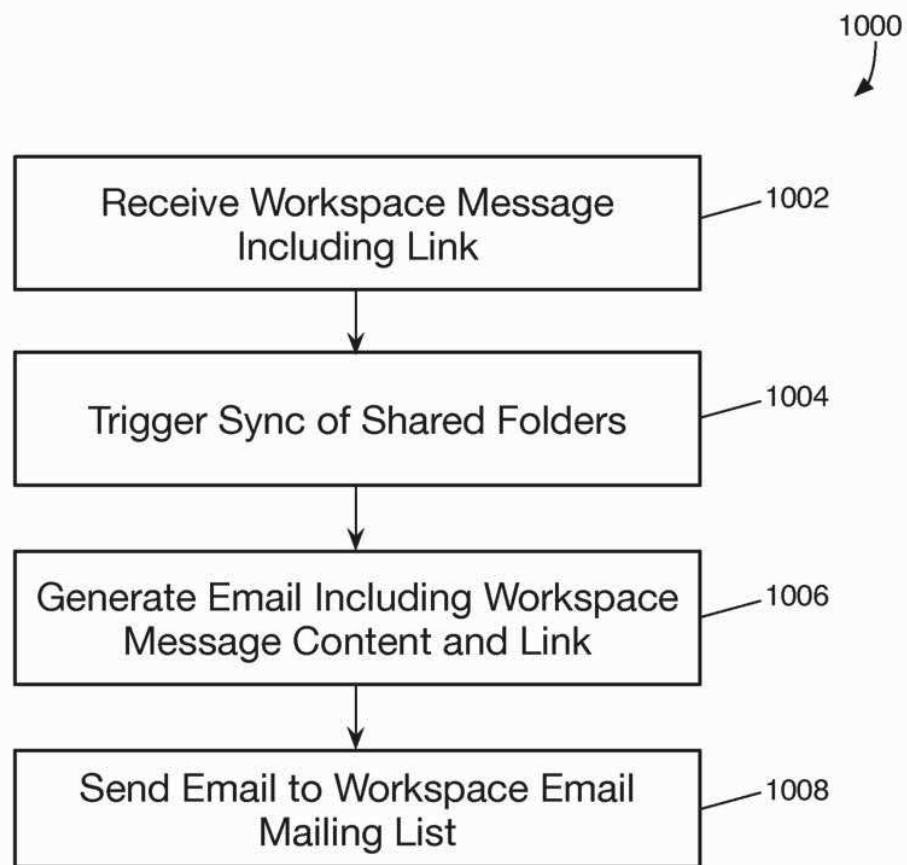 1000
Receive Workspace Message
Including Link
1002
Trigger Sync of Shared Folders
1004
Generate Email Including Workspace
Message Content and Link
1006
Send Email to Workspace Email
Mailing List
1008